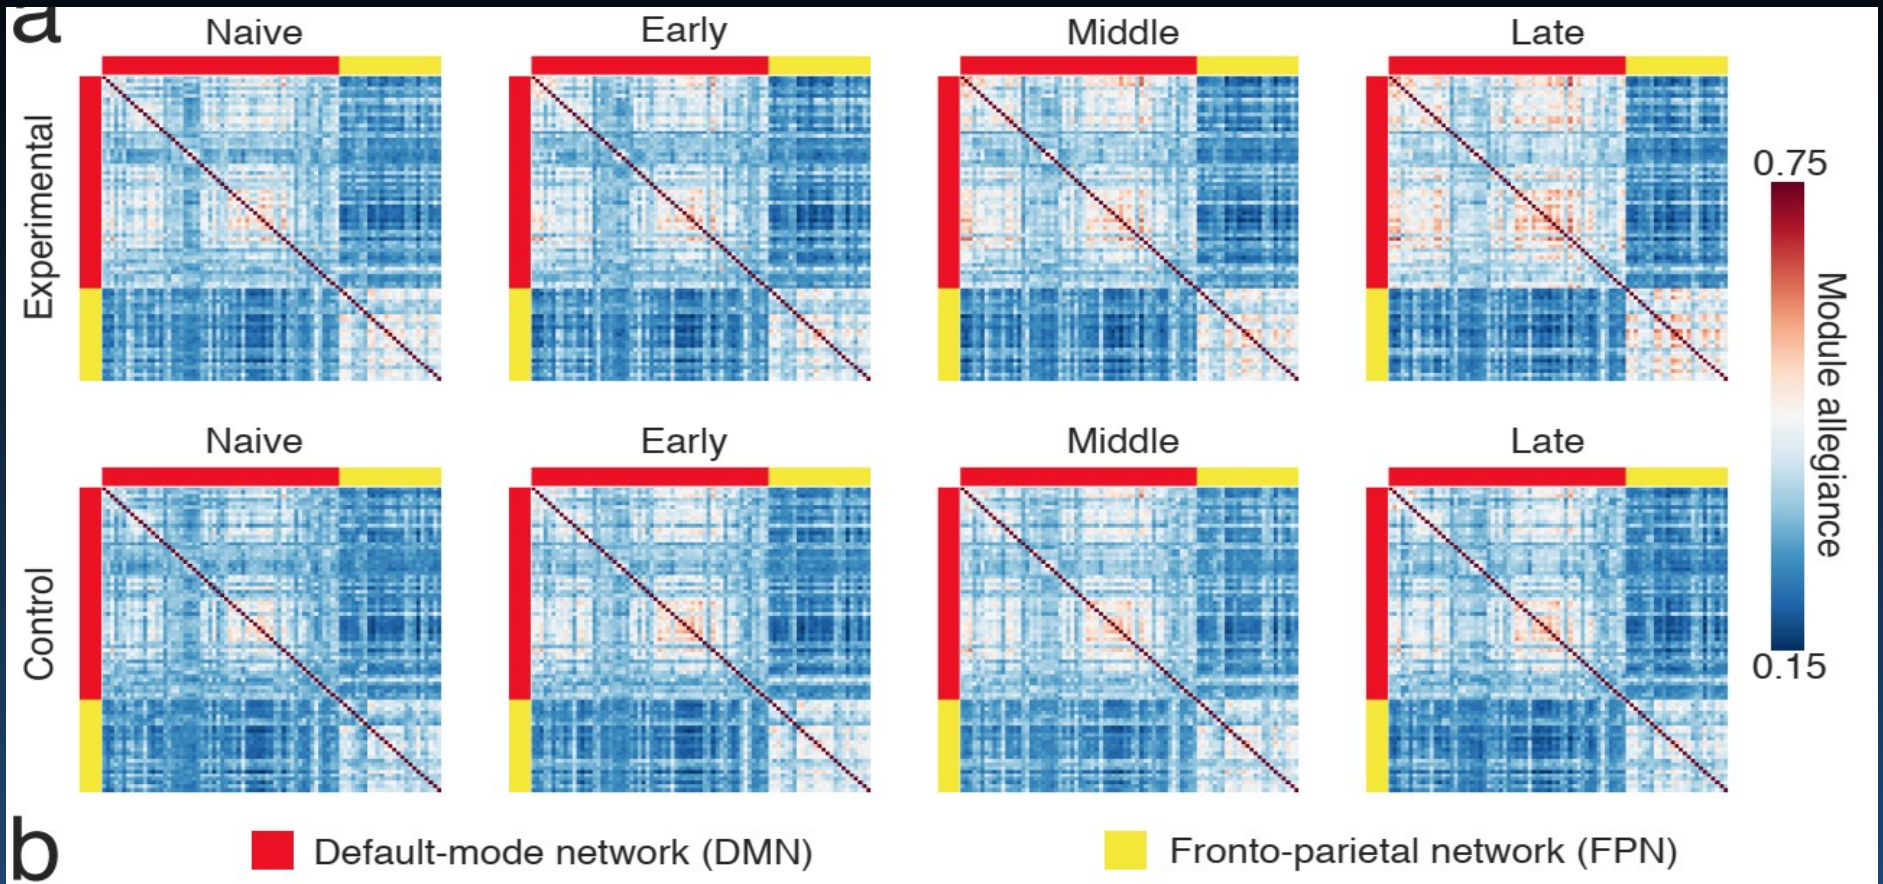 a
Naive Early Middle Late
Experimental
0.75
Module allegiance
0.15
Naive Early Middle Late
Control
b
Default-mode network (DMN) Fronto-parietal network (FPN)